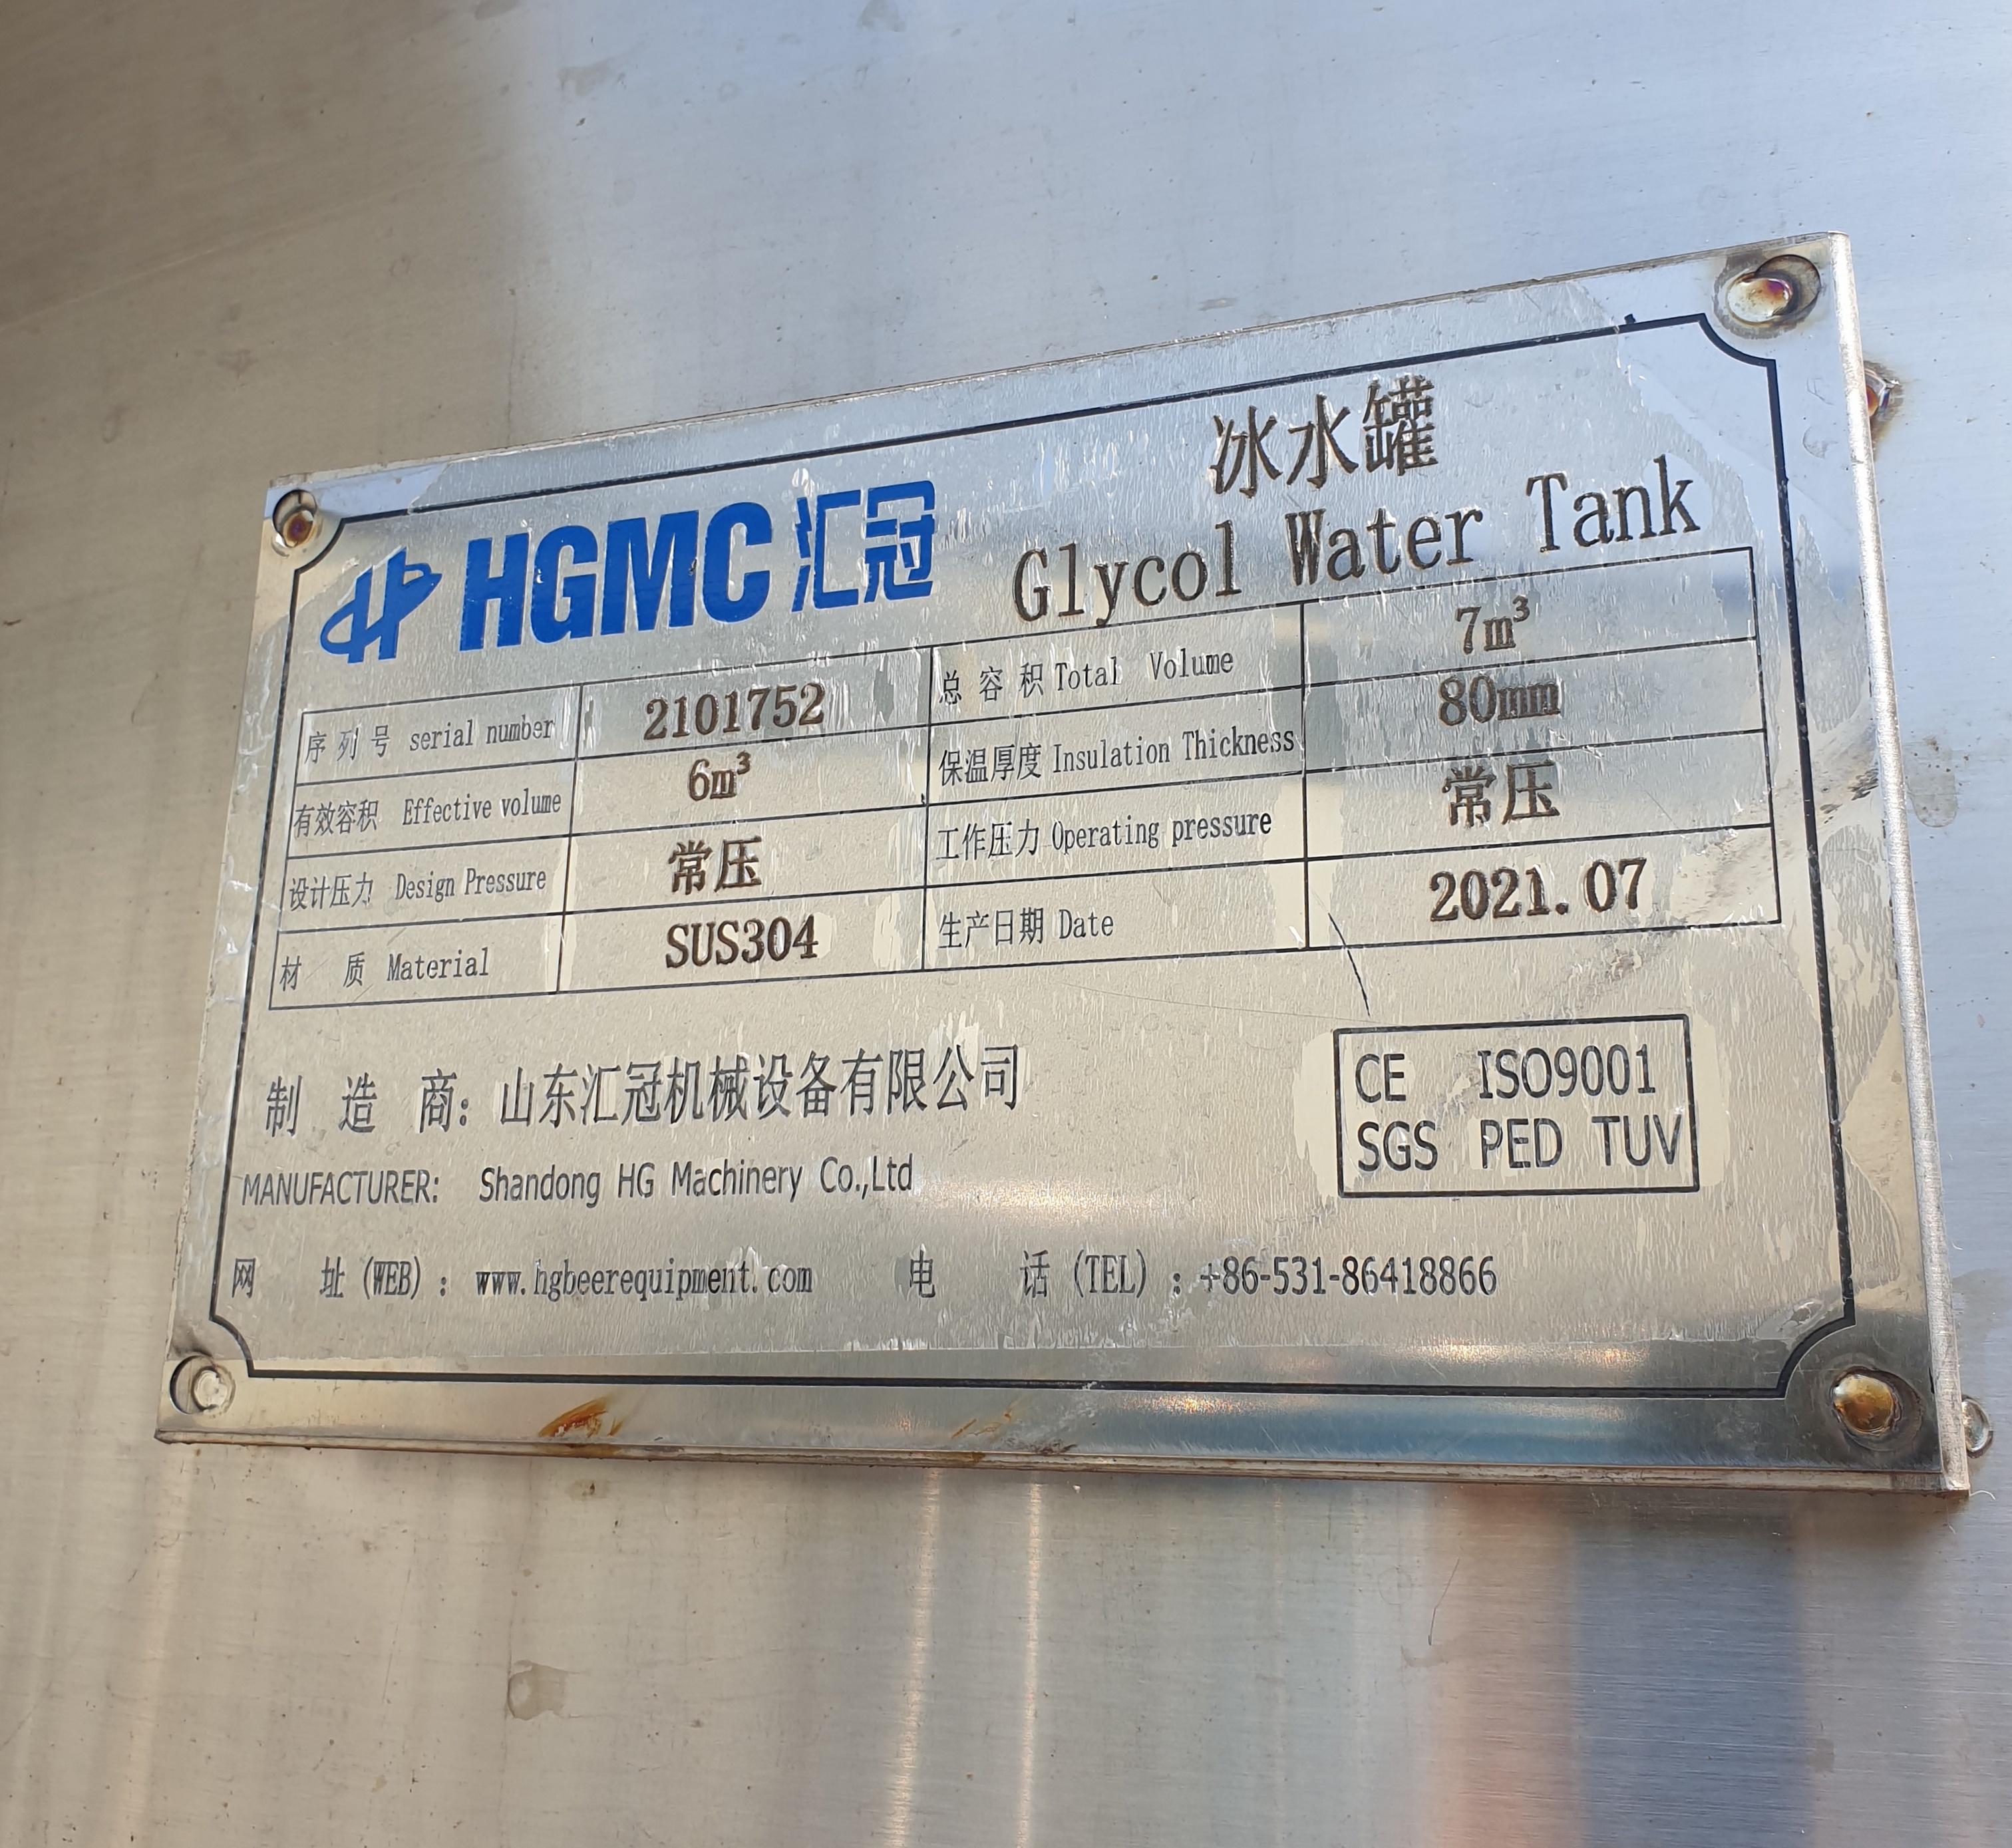 HGMC 汇冠
冰水罐
Glycol Water Tank
序列号 serial number 2101752 总容积 Total Volume 7m³
有效容积 Effective volume 6m³ 保温厚度 Insulation Thickness 80mm
设计压力 Design Pressure 常压 工作压力 Operating pressure 常压
材质 Material SUS304 生产日期 Date 2021.07
制造商: 山东汇冠机械设备有限公司
MANUFACTURER: Shandong HG Machinery Co.,Ltd
CE ISO9001
SGS PED TUV
网址 (WEB) : www.hgbeerequipment.com 电话 (TEL) : +86-531-86418866